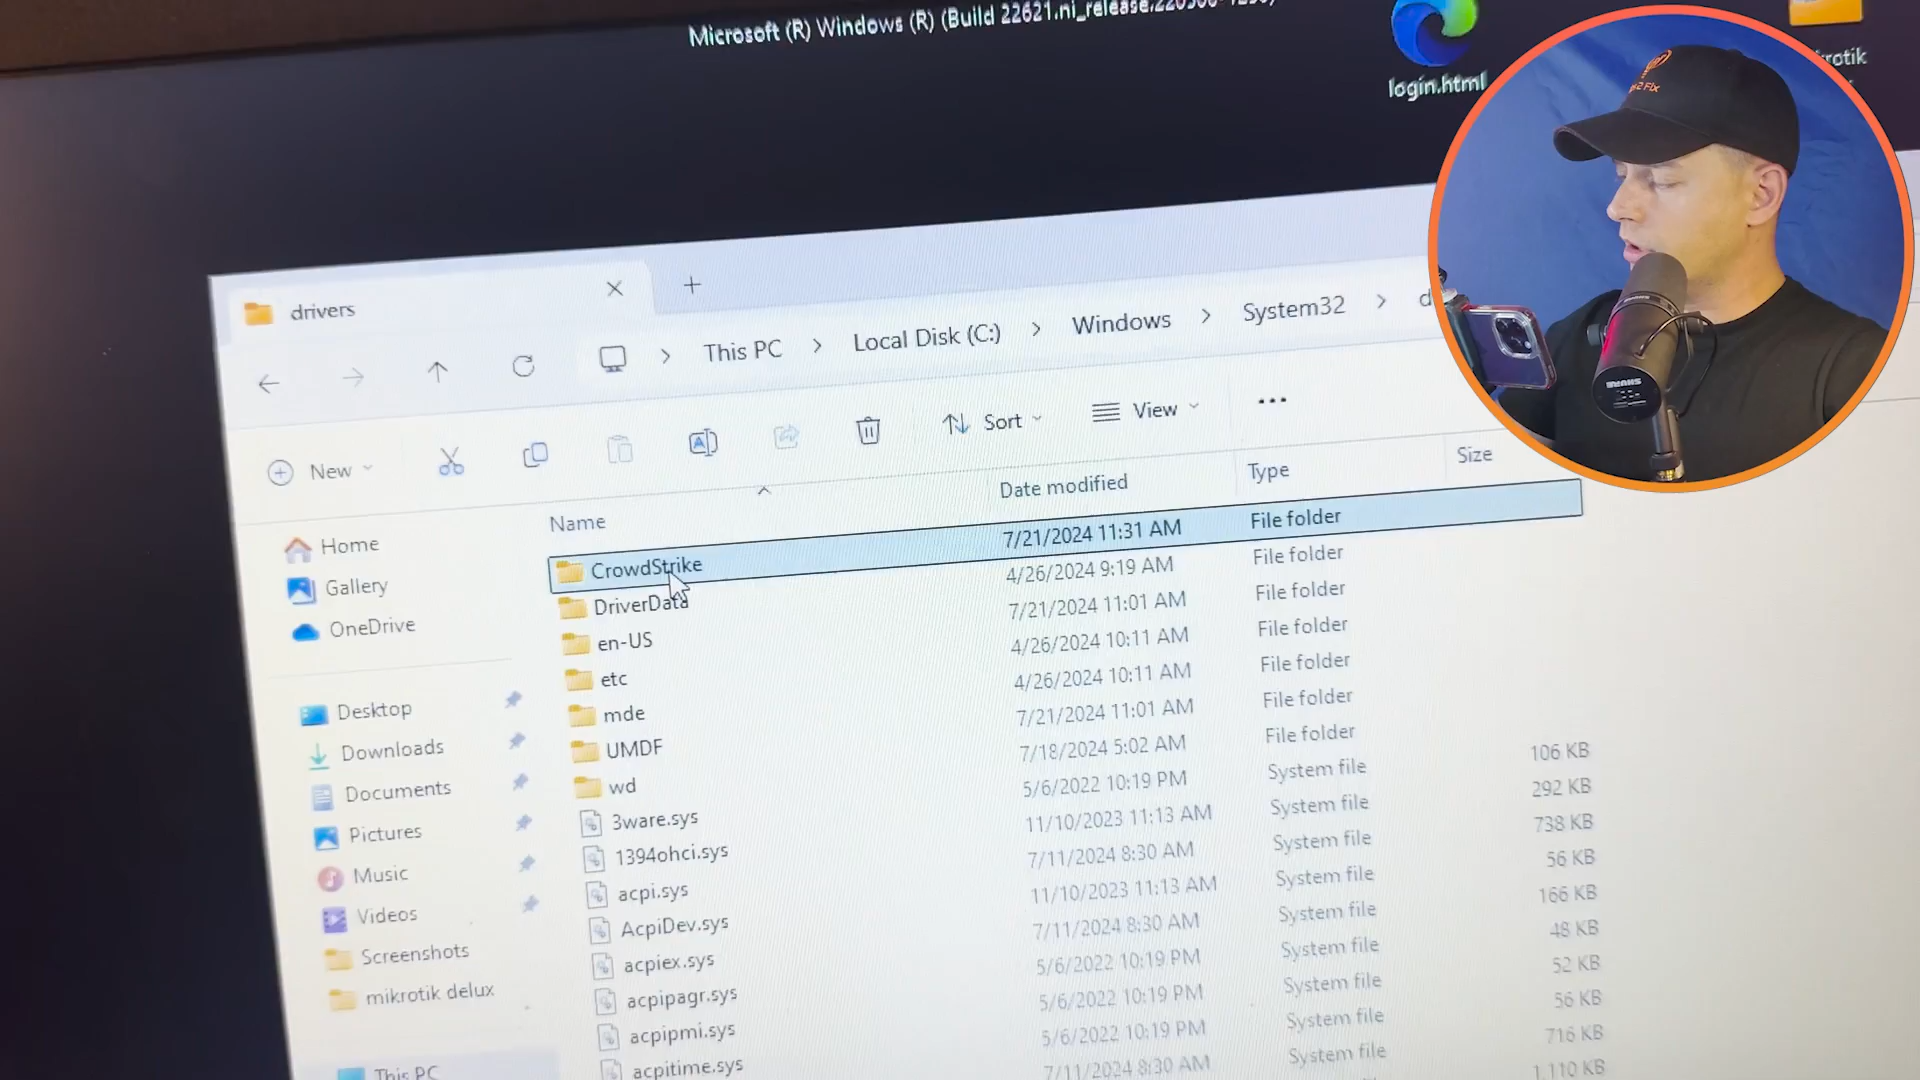 Microsoft (R) Windows (R) (Build 22621.ni_release.220506-1250)
login.html
drivers
This PC > Local Disk (C:) > Windows > System32 >
New
Sort
View
Name
Date modified
Type
Size
Home
Gallery
OneDrive
Desktop
Downloads
Documents
Pictures
Music
Videos
Screenshots
mikrotik delux
This PC
CrowdStrike 7/21/2024 11:31 AM File folder
DriverData 4/26/2024 9:19 AM File folder
en-US 7/21/2024 11:01 AM File folder
etc 4/26/2024 10:11 AM File folder
mde 4/26/2024 10:11 AM File folder
UMDF 7/21/2024 11:01 AM File folder
wd 7/18/2024 5:02 AM File folder
3ware.sys 5/6/2022 10:19 PM System file 106 KB
1394ohci.sys 11/10/2023 11:13 AM System file 292 KB
acpi.sys 7/11/2024 8:30 AM System file 738 KB
AcpiDev.sys 11/10/2023 11:13 AM System file 56 KB
acpiex.sys 7/11/2024 8:30 AM System file 166 KB
acpipagr.sys 5/6/2022 10:19 PM System file 48 KB
acpipmi.sys 5/6/2022 10:19 PM System file 52 KB
acpitime.sys 5/6/2022 10:19 PM System file 56 KB
7/11/2024 8:30 AM System file 716 KB
1,110 KB